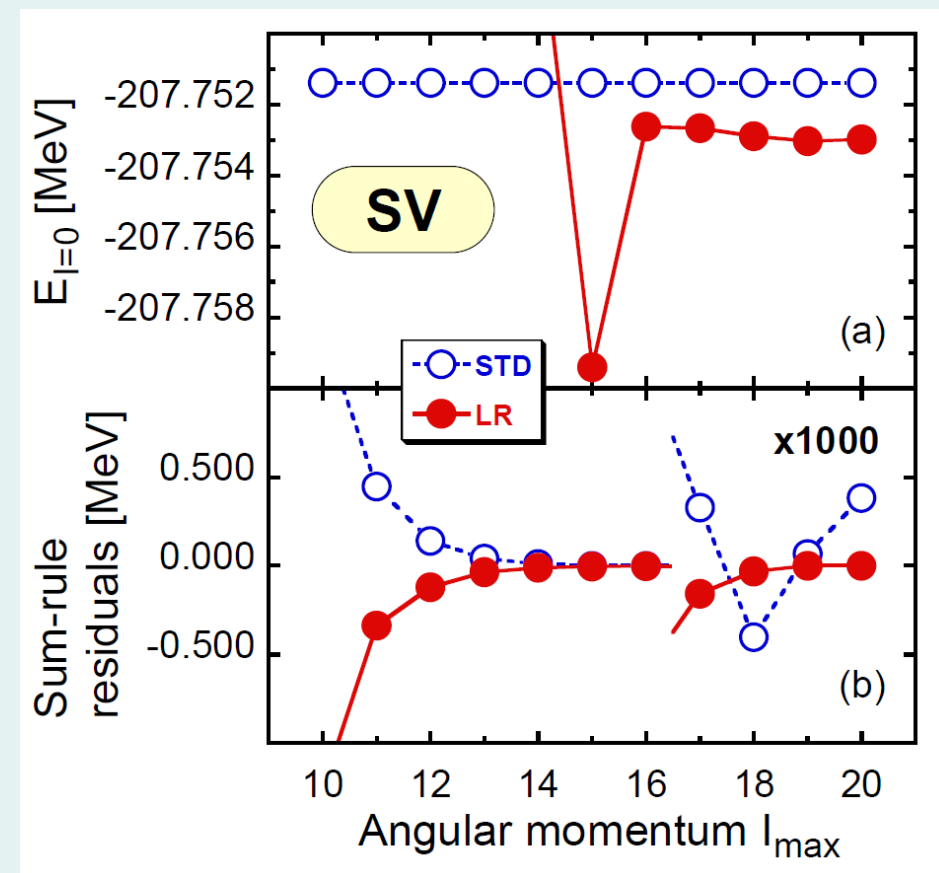 E_I=0 [MeV]
-207.752
-207.754
-207.756
-207.758
SV
(a)
STD
LR
Sum-rule
residuals [MeV]
0.500
0.000
-0.500
x1000
(b)
10 12 14 16 18 20
Angular momentum I_max